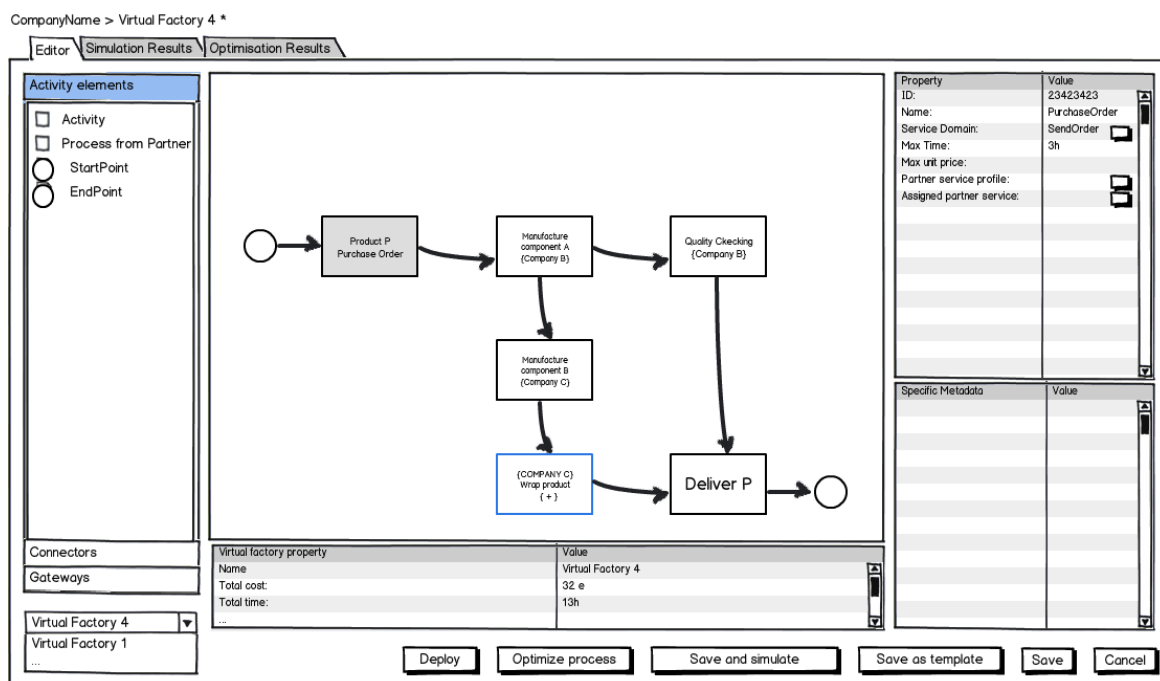 CompanyName > Virtual Factory 4 *
Editor
Simulation Results
Optimisation Results
Activity elements
Activity
Process from Partner
StartPoint
EndPoint
Connectors
Gateways
Virtual Factory 4
Virtual Factory 1
...
Product P
Purchase Order
Manufacture
component A
{Company B}
Quality Ckecking
{Company B}
Manufacture
component B
{Company C}
{COMPANY C}
Wrap product
{ + }
Deliver P
Virtual factory property Value
Name Virtual Factory 4
Total cost: 32 e
Total time: 13h
...
Property Value
ID: 23423423
Name: PurchaseOrder
Service Domain: SendOrder
Max Time: 3h
Max unit price:
Partner service profile:
Assigned partner service:
Specific Metadata Value
Deploy
Optimize process
Save and simulate
Save as template
Save
Cancel